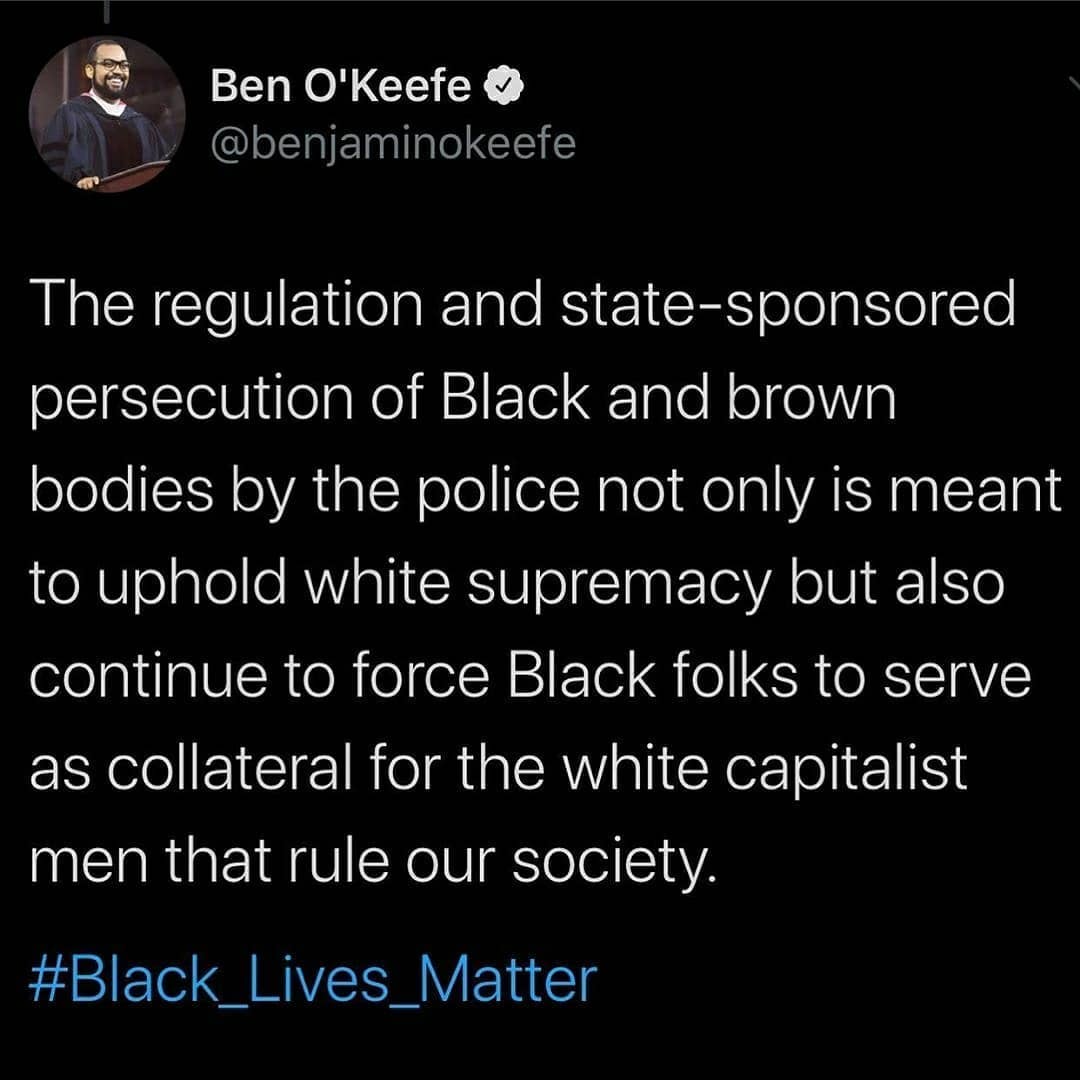 Ben O'Keefe
@benjaminokeefe
The regulation and state-sponsored
persecution of Black and brown
bodies by the police not only is meant
to uphold white supremacy but also
continue to force Black folks to serve
as collateral for the white capitalist
men that rule our society.
#Black_Lives_Matter